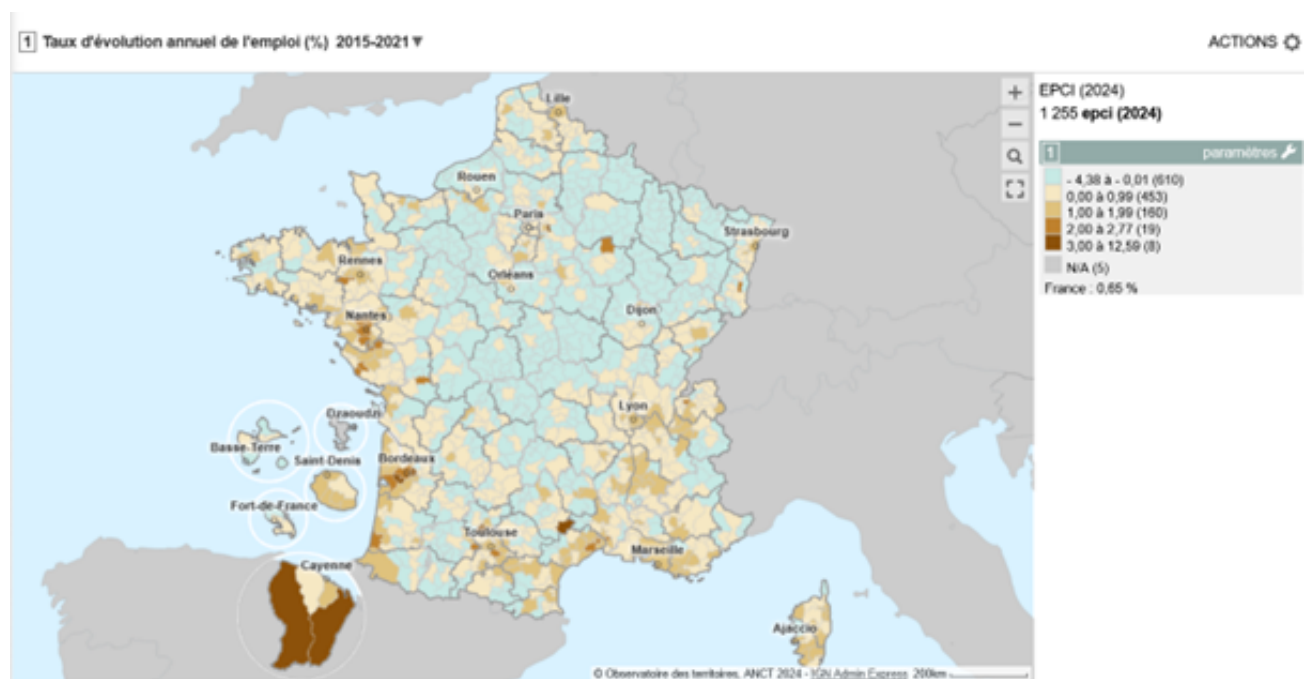 1 Taux d'évolution annuel de l'emploi (%) 2015-2021 ▼
ACTIONS
EPCI (2024)
1 255 epci (2024)
1 paramètres
- 4,38 à - 0,01 (610)
0,00 à 0,99 (453)
1,00 à 1,99 (160)
2,00 à 2,77 (19)
3,00 à 12,59 (8)
N/A (5)
France : 0,65 %
Lille
Rouen
Paris
Strasbourg
Rennes
Orléans
Nantes
Dijon
Lyon
Dzaoudzi
Basse-Terre
Saint-Denis
Bordeaux
Fort-de-France
Toulouse
Marseille
Cayenne
Ajaccio
© Observatoire des territoires, ANCT 2024 - IGN Admin Express 200km